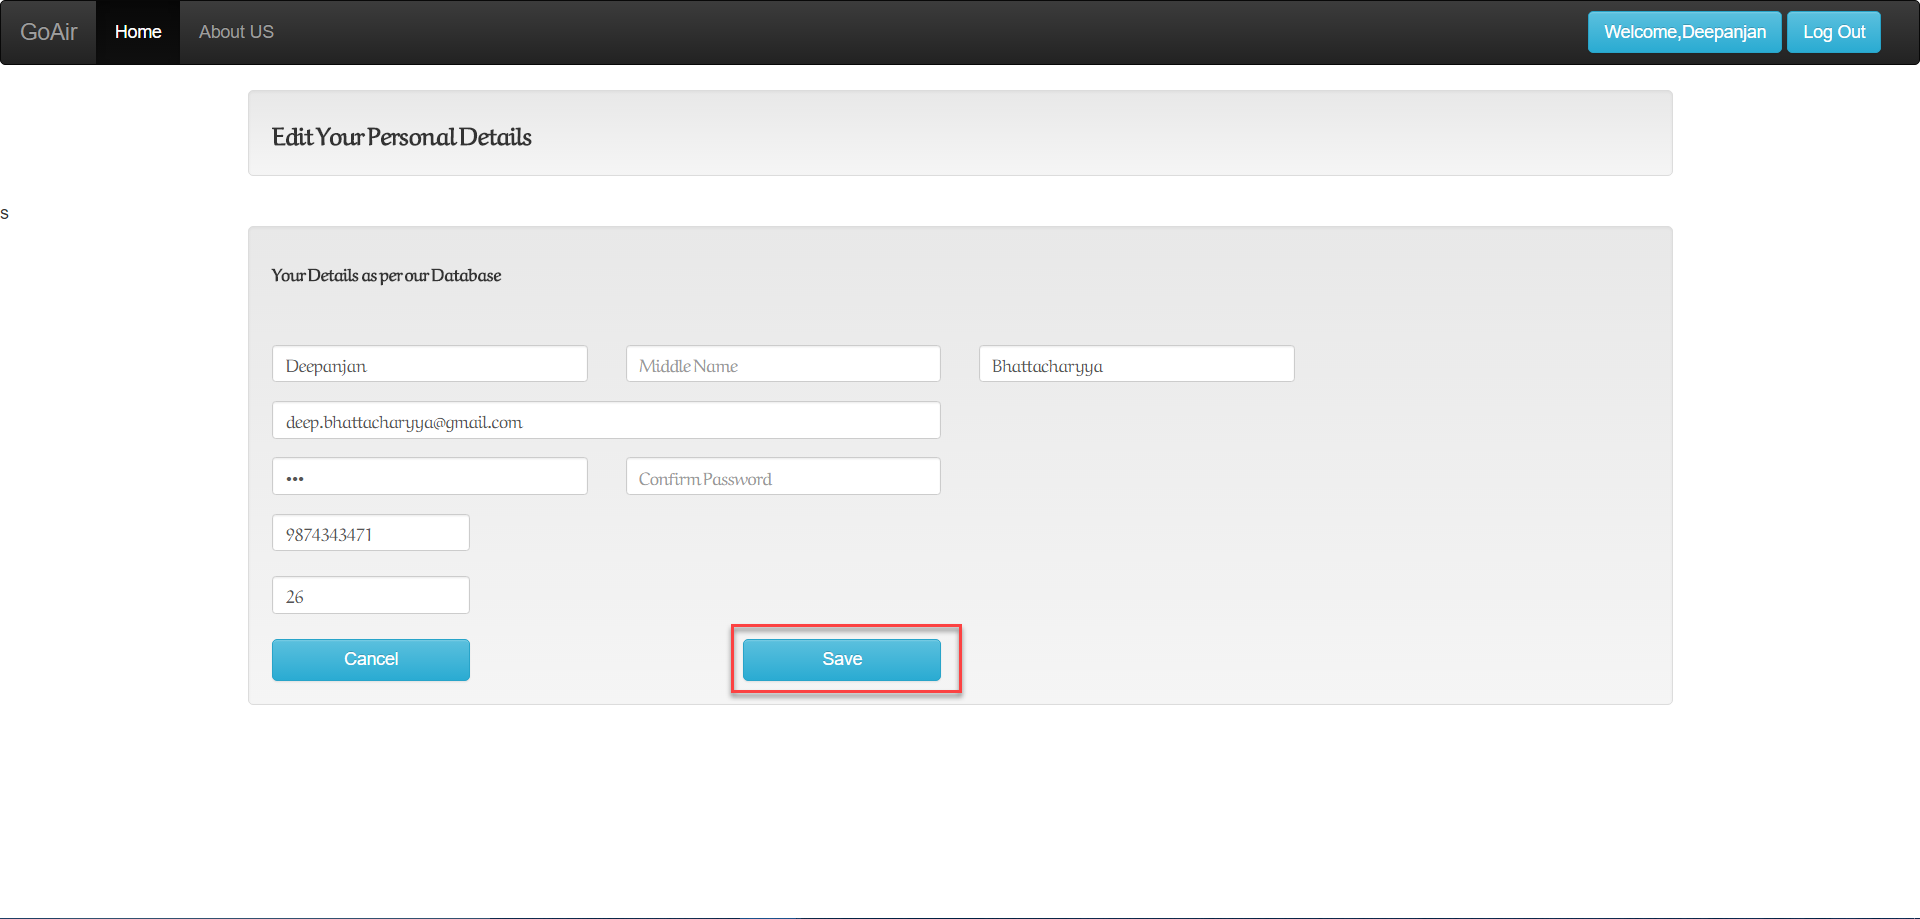 GoAir Home About US Welcome,Deepanjan Log Out
Edit Your Personal Details
s
Your Details as per our Database
Deepanjan Middle Name Bhattacharyya
deep.bhattacharyya@gmail.com
••• Confirm Password
9874343471
26
Cancel Save